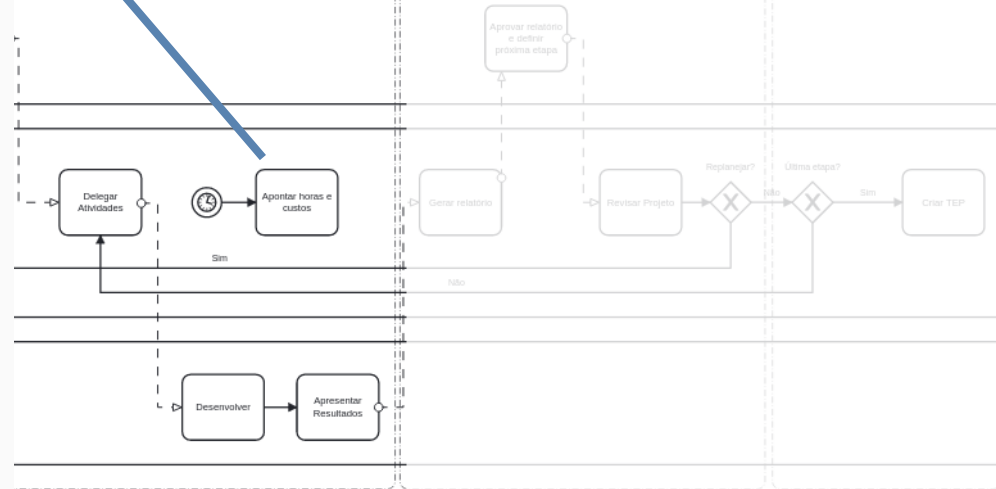 Aprovar relatório
e definir
próxima etapa
Replanejar?
Última etapa?
Delegar
Atividades
Apontar horas e
custos
Gerar relatório
Revisar Projeto
Não
Sim
Criar TEP
Sim
Não
Desenvolver
Apresentar
Resultados